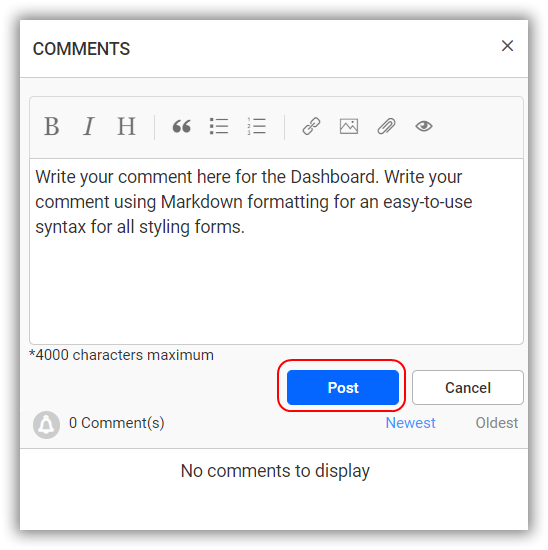 COMMENTS
B I H
Write your comment here for the Dashboard. Write your
comment using Markdown formatting for an easy-to-use
syntax for all styling forms.
*4000 characters maximum
Post Cancel
0 Comment(s) Newest Oldest
No comments to display